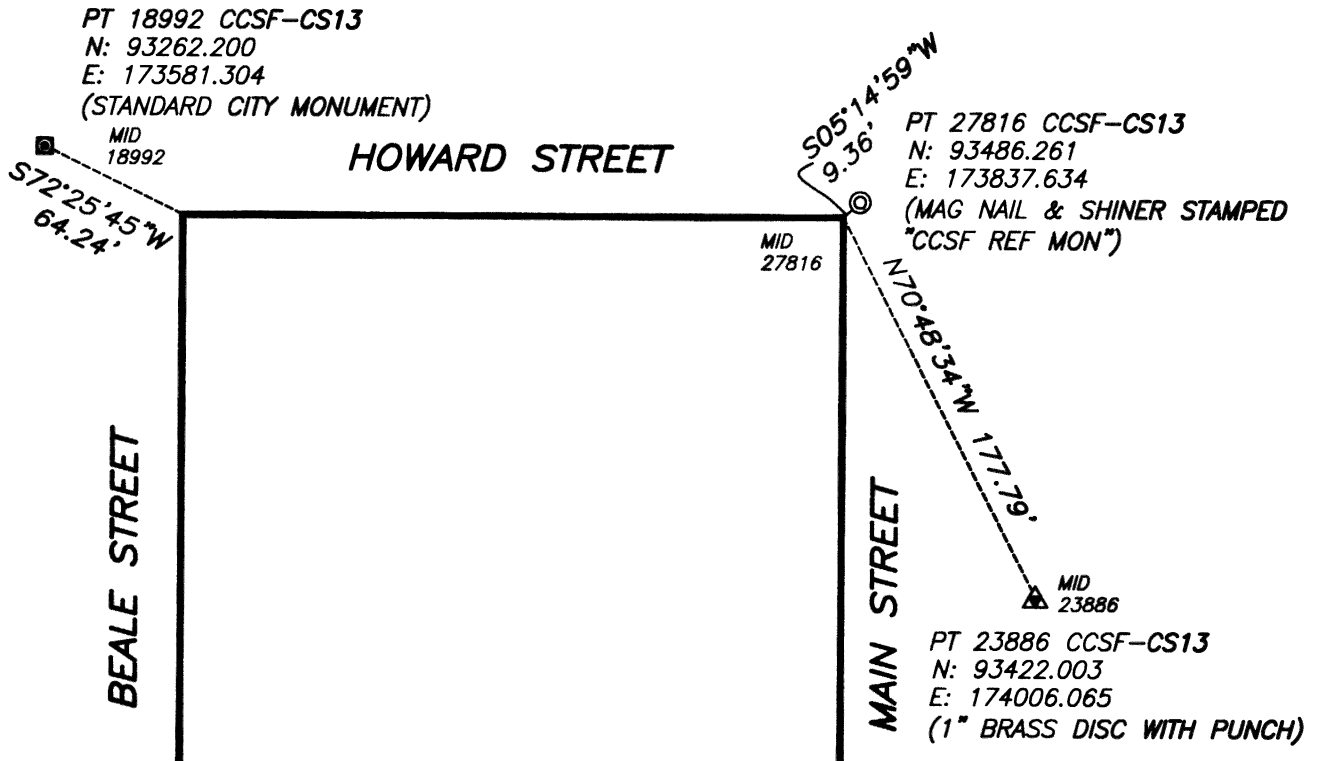 PT 18992 CCSF-CS13
N: 93262.200
E: 173581.304
(STANDARD CITY MONUMENT)
MID
18992
S72°25'45"W
64.24'
HOWARD STREET
S05°14'59"W
9.36'
PT 27816 CCSF-CS13
N: 93486.261
E: 173837.634
(MAG NAIL & SHINER STAMPED
"CCSF REF MON")
MID
27816
N70°48'34"W 177.79'
BEALE STREET
MAIN STREET
MID
23886
PT 23886 CCSF-CS13
N: 93422.003
E: 174006.065
(1" BRASS DISC WITH PUNCH)